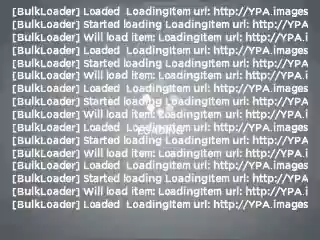 [BulkLoader] Loaded LoadingItem url: http://YPA.images
[BulkLoader] Started loading LoadingItem url: http://YPA
[BulkLoader] Will load item: LoadingItem url: http://YPA.i
[BulkLoader] Loaded LoadingItem url: http://YPA.images
[BulkLoader] Started loading LoadingItem url: http://YPA
[BulkLoader] Will load item: LoadingItem url: http://YPA.i
[BulkLoader] Loaded LoadingItem url: http://YPA.images
[BulkLoader] Started loading LoadingItem url: http://YPA
[BulkLoader] Will load item: LoadingItem url: http://YPA.i
[BulkLoader] Loaded LoadingItem url: http://YPA.images
[BulkLoader] Started loading LoadingItem url: http://YPA
[BulkLoader] Will load item: LoadingItem url: http://YPA.i
[BulkLoader] Loaded LoadingItem url: http://YPA.images
[BulkLoader] Started loading LoadingItem url: http://YPA
[BulkLoader] Will load item: LoadingItem url: http://YPA.i
[BulkLoader] Loaded LoadingItem url: http://YPA.images